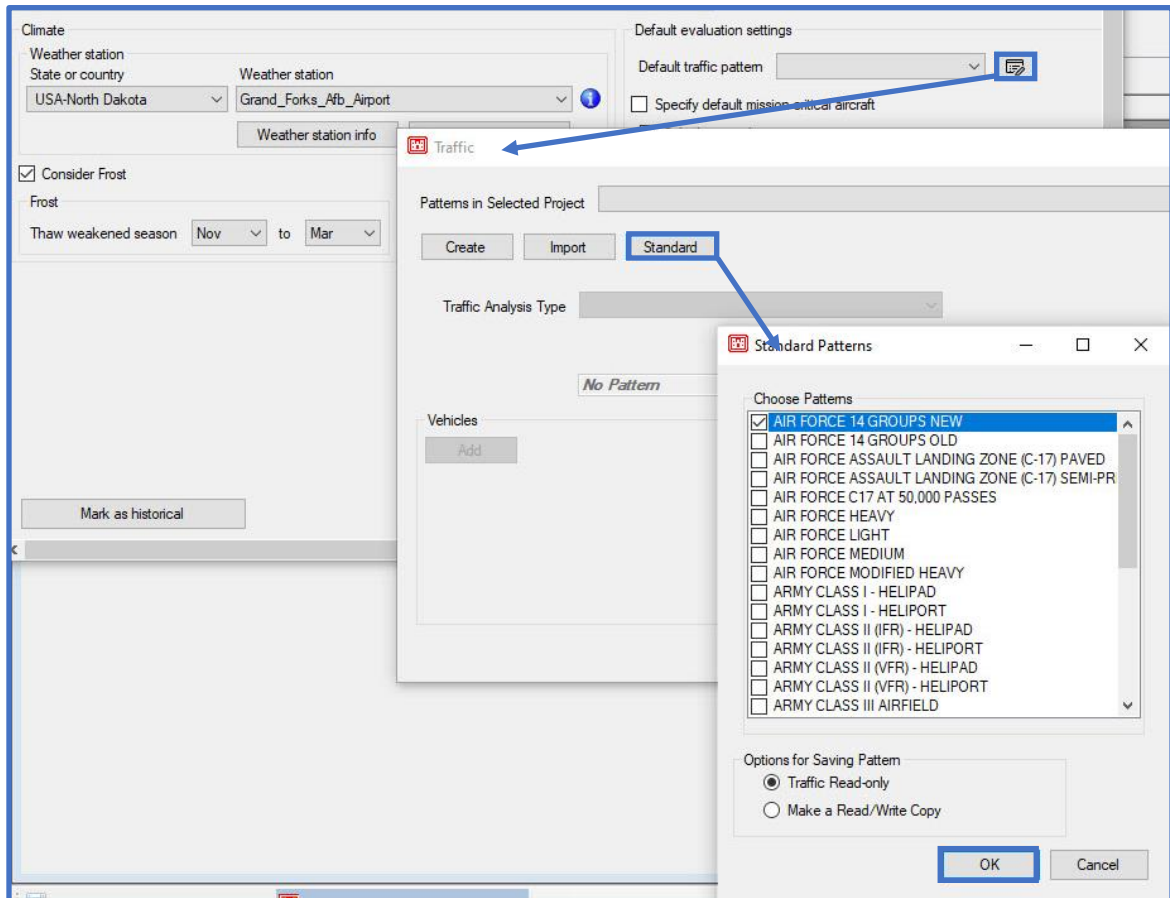 Climate
Weather station
State or country
Weather station
USA-North Dakota
Grand_Forks_Afb_Airport
Weather station info
Consider Frost
Frost
Thaw weakened season Nov to Mar
Mark as historical
Default evaluation settings
Default traffic pattern
Specify default mission critical aircraft
Traffic
Patterns in Selected Project
Create Import Standard
Traffic Analysis Type
No Pattern
Vehicles
Add
Standard Patterns
Choose Patterns
AIR FORCE 14 GROUPS NEW
AIR FORCE 14 GROUPS OLD
AIR FORCE ASSAULT LANDING ZONE (C-17) PAVED
AIR FORCE ASSAULT LANDING ZONE (C-17) SEMI-PR
AIR FORCE C17 AT 50,000 PASSES
AIR FORCE HEAVY
AIR FORCE LIGHT
AIR FORCE MEDIUM
AIR FORCE MODIFIED HEAVY
ARMY CLASS I - HELIPAD
ARMY CLASS I - HELIPORT
ARMY CLASS II (IFR) - HELIPAD
ARMY CLASS II (IFR) - HELIPORT
ARMY CLASS II (VFR) - HELIPAD
ARMY CLASS II (VFR) - HELIPORT
ARMY CLASS III AIRFIELD
Options for Saving Pattern
Traffic Read-only
Make a Read/Write Copy
OK Cancel